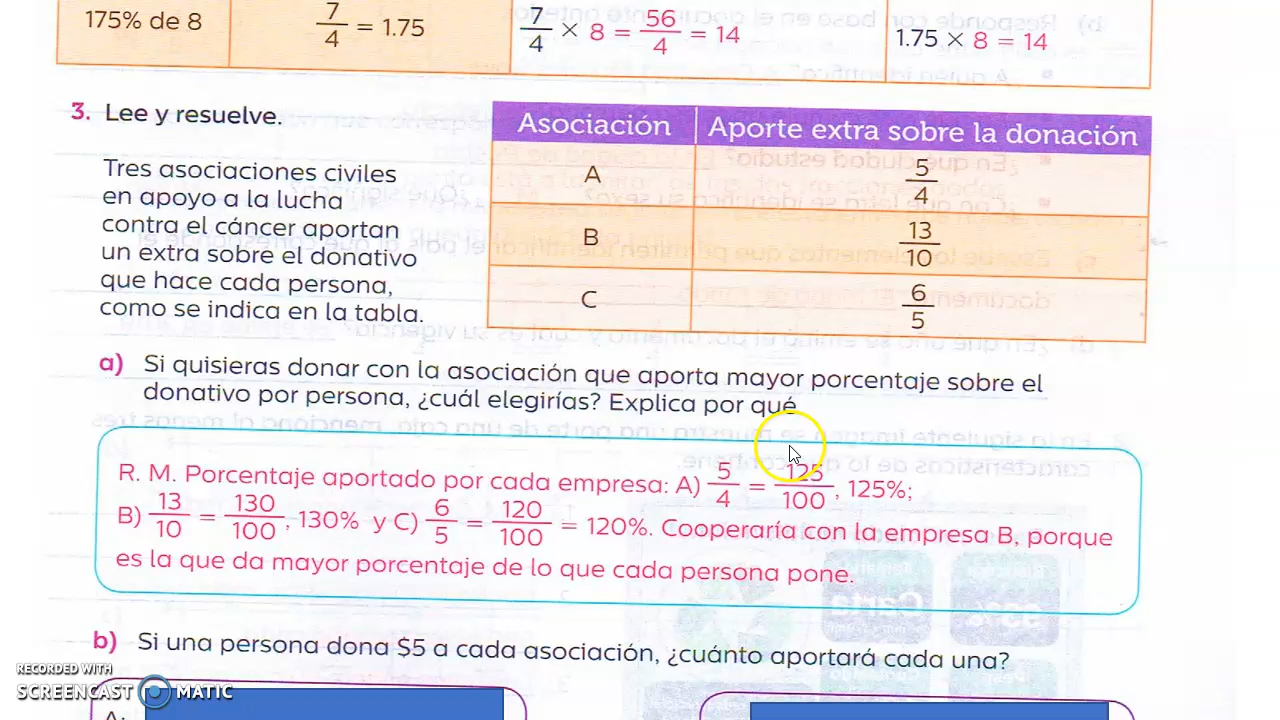 175% de 8 7/4 = 1.75 7/4 × 8 = 56/4 = 14 1.75 × 8 = 14
3. Lee y resuelve.
Tres asociaciones civiles
en apoyo a la lucha
contra el cáncer aportan
un extra sobre el donativo
que hace cada persona,
como se indica en la tabla.
Asociación Aporte extra sobre la donación
A 5/4
B 13/10
C 6/5
a) Si quisieras donar con la asociación que aporta mayor porcentaje sobre el
donativo por persona, ¿cuál elegirías? Explica por qué
R. M. Porcentaje aportado por cada empresa: A) 5/4 = 125/100, 125%;
B) 13/10 = 130/100, 130% y C) 6/5 = 120/100 = 120%. Cooperaría con la empresa B, porque
es la que da mayor porcentaje de lo que cada persona pone.
b) Si una persona dona $5 a cada asociación, ¿cuánto aportará cada una?
A:
RECORDED WITH
SCREENCAST MATIC